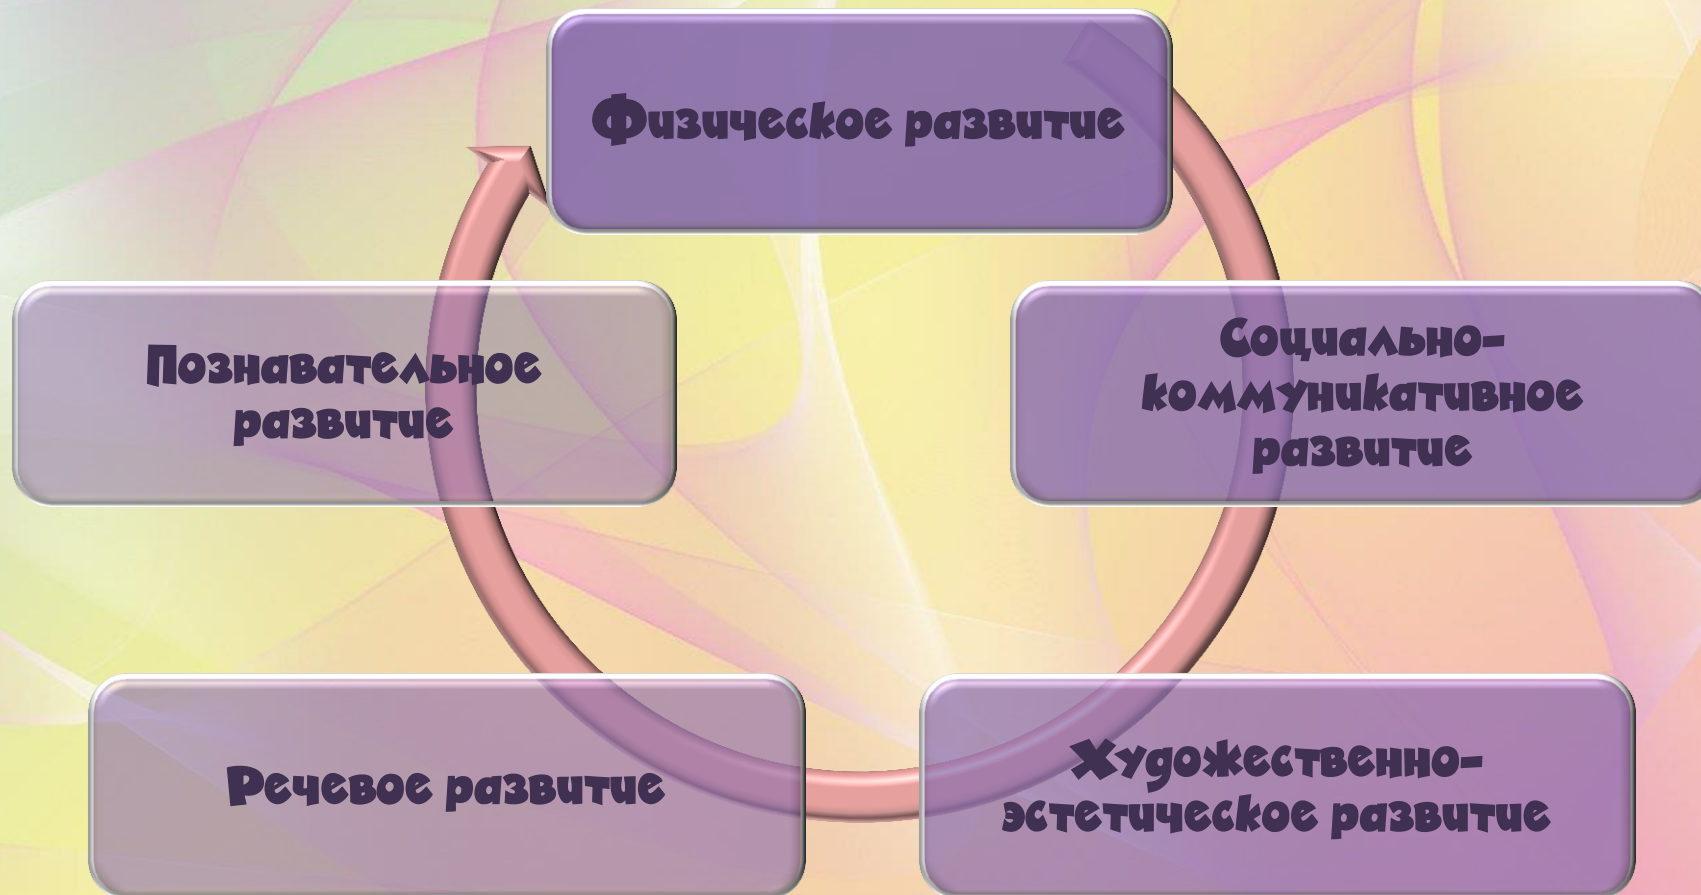 Физическое развитие
Познавательное
развитие
Социально-
коммуникативное
развитие
Речевое развитие
Художественно-
эстетическое развитие